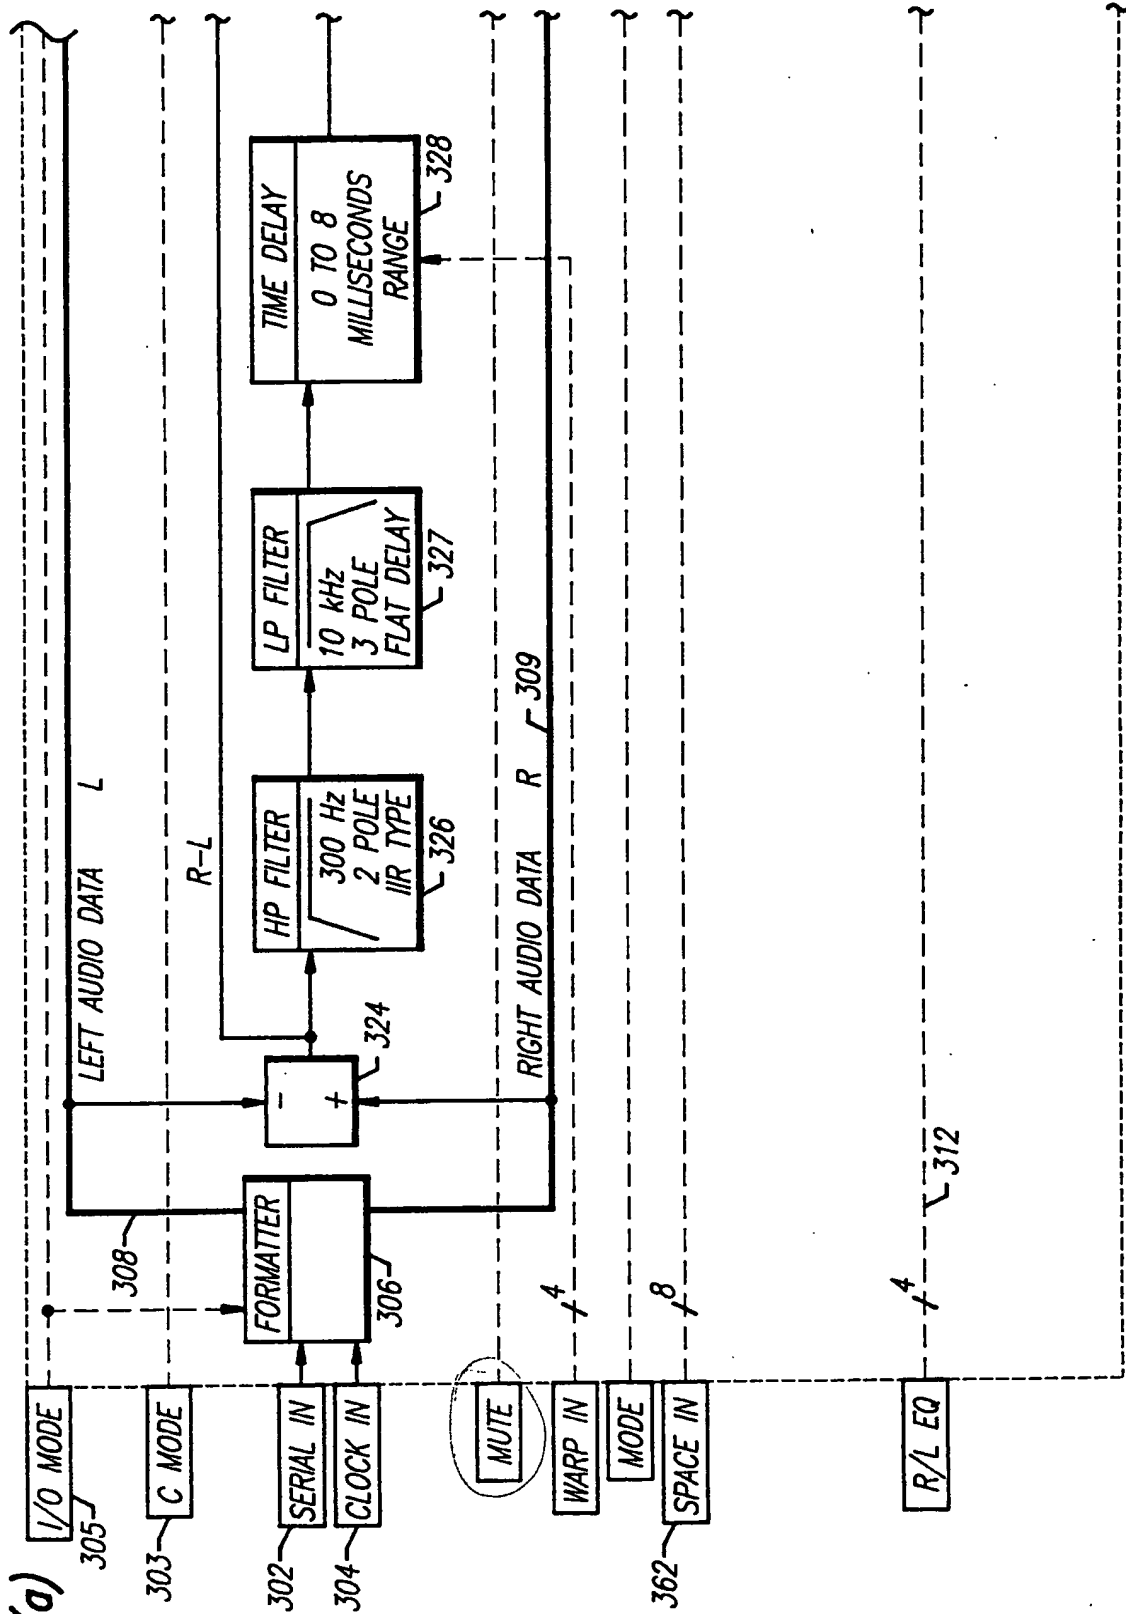 (a)
I/O MODE
305
C MODE
303
SERIAL IN
302
CLOCK IN
304
MUTE
WARP IN
4
MODE
SPACE IN
362
8
R/L EQ
4
312
FORMATTER
306
308
LEFT AUDIO DATA L
R-L
-
+
324
HP FILTER
300 Hz
2 POLE
IIR TYPE
326
LP FILTER
10 kHz
3 POLE
FLAT DELAY
327
TIME DELAY
0 TO 8
MILLISECONDS
RANGE
328
RIGHT AUDIO DATA R
309